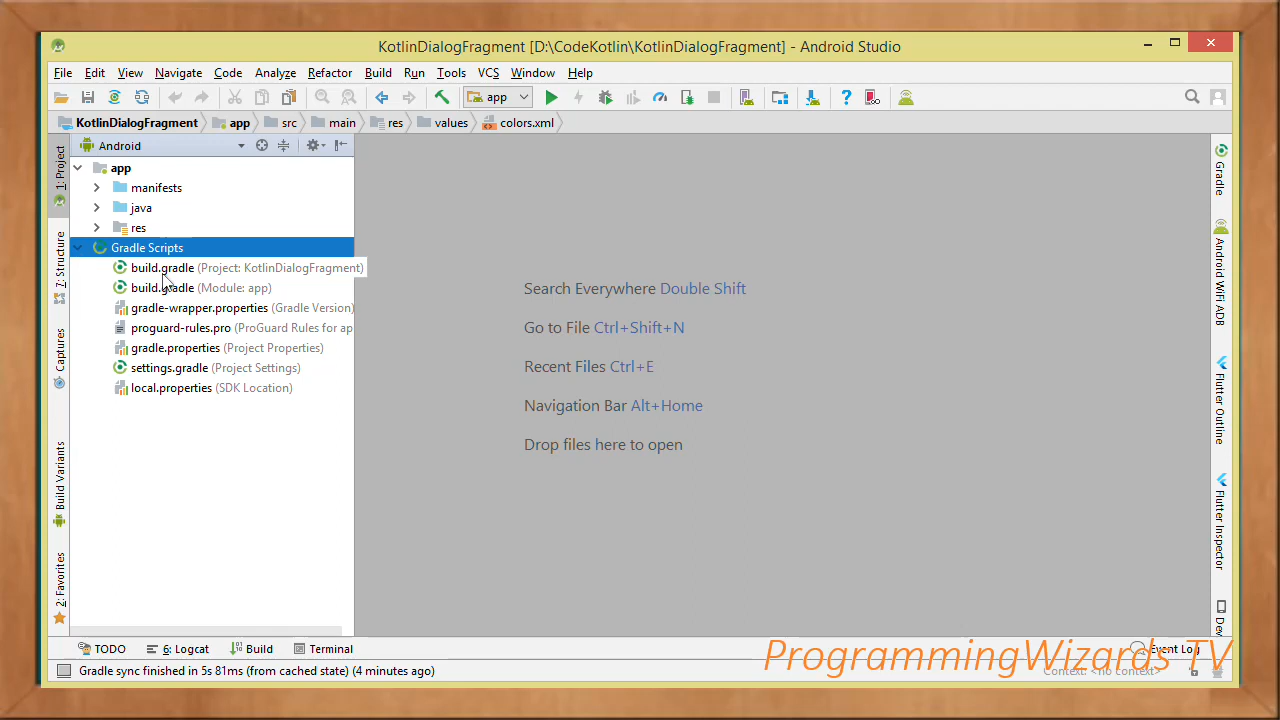 KotlinDialogFragment [D:\CodeKotlin\KotlinDialogFragment] - Android Studio
File Edit View Navigate Code Analyze Refactor Build Run Tools VCS Window Help
app
KotlinDialogFragment app src main res values colors.xml
Android
1: Project
7: Structure
Captures
Build Variants
2: Favorites
app
manifests
java
res
Gradle Scripts
build.gradle (Project: KotlinDialogFragment)
build.gradle (Module: app)
gradle-wrapper.properties (Gradle Version)
proguard-rules.pro (ProGuard Rules for ap
gradle.properties (Project Properties)
settings.gradle (Project Settings)
local.properties (SDK Location)
Search Everywhere Double Shift
Go to File Ctrl+Shift+N
Recent Files Ctrl+E
Navigation Bar Alt+Home
Drop files here to open
Gradle
Android WiFi ADB
Flutter Outline
Flutter Inspector
Dev
TODO 6: Logcat Build Terminal
Event Log
ProgrammingWizards TV
Gradle sync finished in 5s 81ms (from cached state) (4 minutes ago)
Context: <no context>